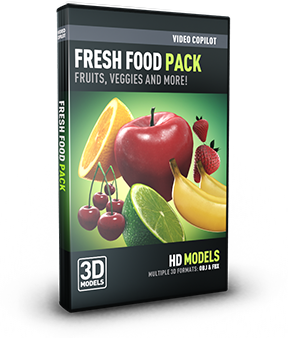 VIDEO COPILOT
FRESH FOOD PACK
FRUITS, VEGGIES AND MORE!
FRESH FOOD PACK
3D
MODELS
HD MODELS
MULTIPLE 3D FORMATS: OBJ & FBX